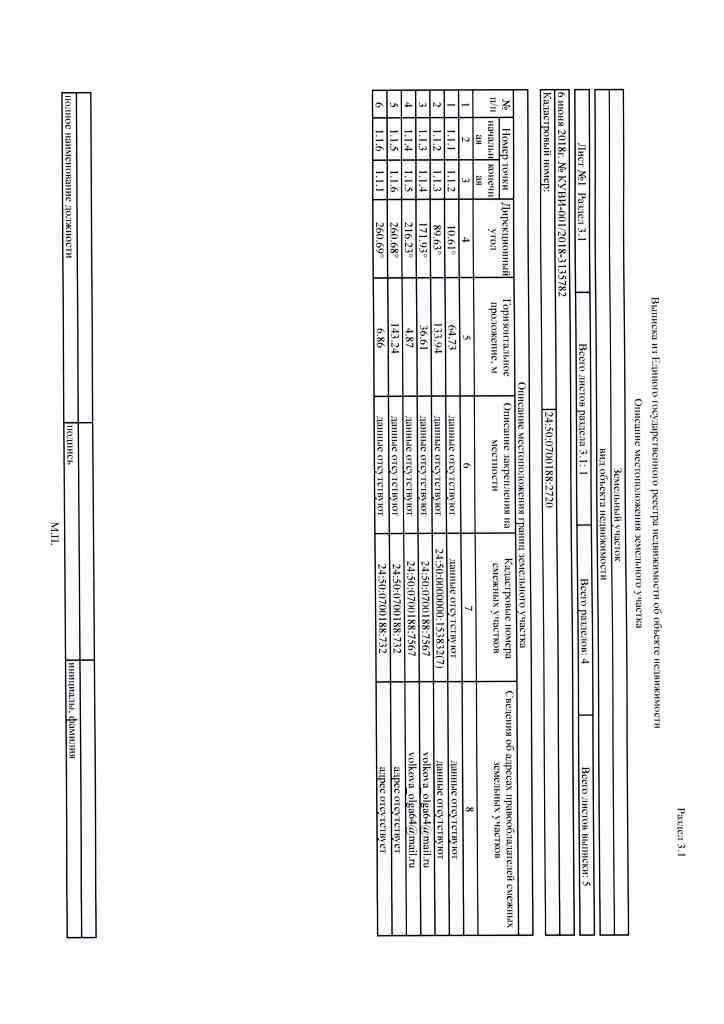 Раздел 3.1
Выписка из Единого государственного реестра недвижимости об объекте недвижимости
Описание местоположения земельного участка
Земельный участок
вид объекта недвижимости
Лист №1 Раздел 3.1 Всего листов раздела 3.1: 1 Всего разделов: 4 Всего листов выписки: 5
6 июня 2018г. № КУВИ-001/2018-3135782
Кадастровый номер: 24:50:0700188:2720
Описание местоположения границ земельного участка
№ п/п Номер точки Дирекционный угол Горизонтальное проложение, м Описание закрепления на местности Кадастровые номера смежных участков Сведения об адресах правообладателей смежных земельных участков
начальн ая конечн ая
1 2 3 4 5 6 7 8
1 1.1.1 1.1.2 10.61° 64.73 данные отсутствуют данные отсутствуют данные отсутствуют
2 1.1.2 1.1.3 89.63° 133.94 данные отсутствуют 24:50:0000000:153832(7) данные отсутствуют
3 1.1.3 1.1.4 171.93° 36.61 данные отсутствуют 24:50:0700188:7567 volkova_olga64@mail.ru
4 1.1.4 1.1.5 216.23° 4.87 данные отсутствуют 24:50:0700188:7567 volkova_olga64@mail.ru
5 1.1.5 1.1.6 260.68° 143.24 данные отсутствуют 24:50:0700188:732 адрес отсутствует
6 1.1.6 1.1.1 260.69° 6.86 данные отсутствуют 24:50:0700188:732 адрес отсутствует
полное наименование должности подпись инициалы, фамилия
М.П.